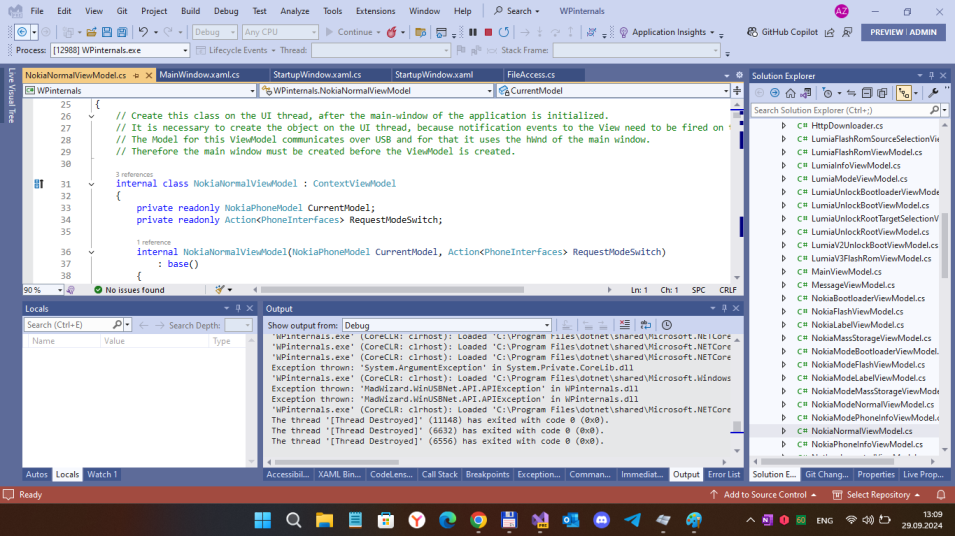 File Edit View Git Project Build Debug Test Analyze Tools Extensions Window Help Search WPinternals AZ
Debug Any CPU Continue Application Insights GitHub Copilot PREVIEW | ADMIN
Process: [12988] WPinternals.exe Lifecycle Events Thread: Stack Frame:
Live Visual Tree
NokiaNormalViewModel.cs MainWindow.xaml.cs StartupWindow.xaml.cs StartupWindow.xaml FileAccess.cs
WPinternals WPinternals.NokiaNormalViewModel CurrentModel
25 {
26 // Create this class on the UI thread, after the main-window of the application is initialized.
27 // It is necessary to create the object on the UI thread, because notification events to the View need to be fired on
28 // The Model for this ViewModel communicates over USB and for that it uses the hWnd of the main window.
29 // Therefore the main window must be created before the ViewModel is created.
30
3 references
31 internal class NokiaNormalViewModel : ContextViewModel
32 {
33 private readonly NokiaPhoneModel CurrentModel;
34 private readonly Action<PhoneInterfaces> RequestModeSwitch;
35
1 reference
36 internal NokiaNormalViewModel(NokiaPhoneModel CurrentModel, Action<PhoneInterfaces> RequestModeSwitch)
37 : base()
38 {
90 % No issues found Ln: 1 Ch: 1 SPC CRLF
Locals
Search (Ctrl+E) Search Depth:
Name Value Type
Autos Locals Watch 1
Output
Show output from: Debug
'WPinternals.exe' (CoreCLR: clrhost): Loaded 'C:\Program Files\dotnet\shared\Microsoft.NETCore
'WPinternals.exe' (CoreCLR: clrhost): Loaded 'C:\Program Files\dotnet\shared\Microsoft.NETCore
'WPinternals.exe' (CoreCLR: clrhost): Loaded 'C:\Program Files\dotnet\shared\Microsoft.NETCore
Exception thrown: 'System.ArgumentException' in System.Private.CoreLib.dll
'WPinternals.exe' (CoreCLR: clrhost): Loaded 'C:\Program Files\dotnet\shared\Microsoft.Windows
Exception thrown: 'MadWizard.WinUSBNet.API.APIException' in WPinternals.dll
Exception thrown: 'MadWizard.WinUSBNet.API.APIException' in WPinternals.dll
'WPinternals.exe' (CoreCLR: clrhost): Loaded 'C:\Program Files\dotnet\shared\Microsoft.NETCore
The thread '[Thread Destroyed]' (11148) has exited with code 0 (0x0).
The thread '[Thread Destroyed]' (6632) has exited with code 0 (0x0).
The thread '[Thread Destroyed]' (6556) has exited with code 0 (0x0).
Accessibil... XAML Bin... CodeLens... Call Stack Breakpoints Exception... Comman... Immediat... Output Error List
Solution Explorer
Search Solution Explorer (Ctrl+;)
C# HttpDownloader.cs
C# LumiaFlashRomSourceSelectionVi
C# LumiaFlashRomViewModel.cs
C# LumiaInfoViewModel.cs
C# LumiaModeViewModel.cs
C# LumiaUnlockBootloaderViewMode
C# LumiaUnlockBootViewModel.cs
C# LumiaUnlockRootTargetSelectionV
C# LumiaUnlockRootViewModel.cs
C# LumiaV2UnlockBootViewModel.cs
C# LumiaV3FlashRomViewModel.cs
C# MainViewModel.cs
C# MessageViewModel.cs
C# NokiaBootloaderViewModel.cs
C# NokiaFlashViewModel.cs
C# NokiaLabelViewModel.cs
C# NokiaMassStorageViewModel.cs
C# NokiaModeBootloaderViewModel.
C# NokiaModeFlashViewModel.cs
C# NokiaModeLabelViewModel.cs
C# NokiaModeMassStorageViewMode
C# NokiaModeNormalViewModel.cs
C# NokiaModePhoneInfoViewModel.c
C# NokiaNormalViewModel.cs
C# NokiaPhoneInfoViewModel.cs
Solution E... Git Chang... Properties Live Prop...
Ready Add to Source Control Select Repository
ENG 13:09
29.09.2024